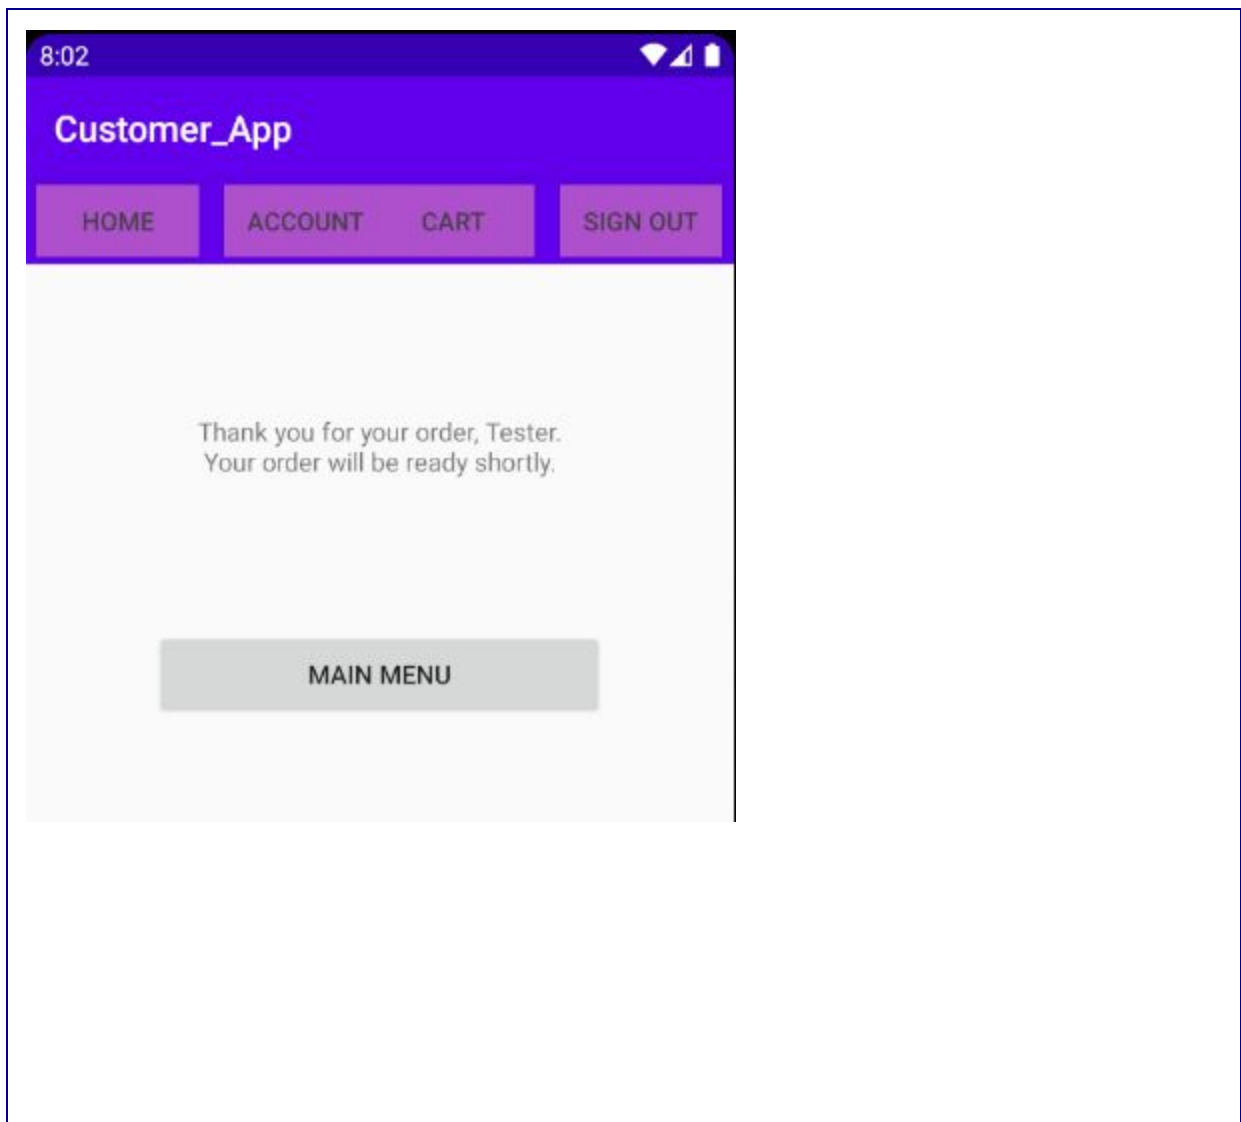 8:02
Customer_App
HOME ACCOUNT CART SIGN OUT
Thank you for your order, Tester.
Your order will be ready shortly.
MAIN MENU